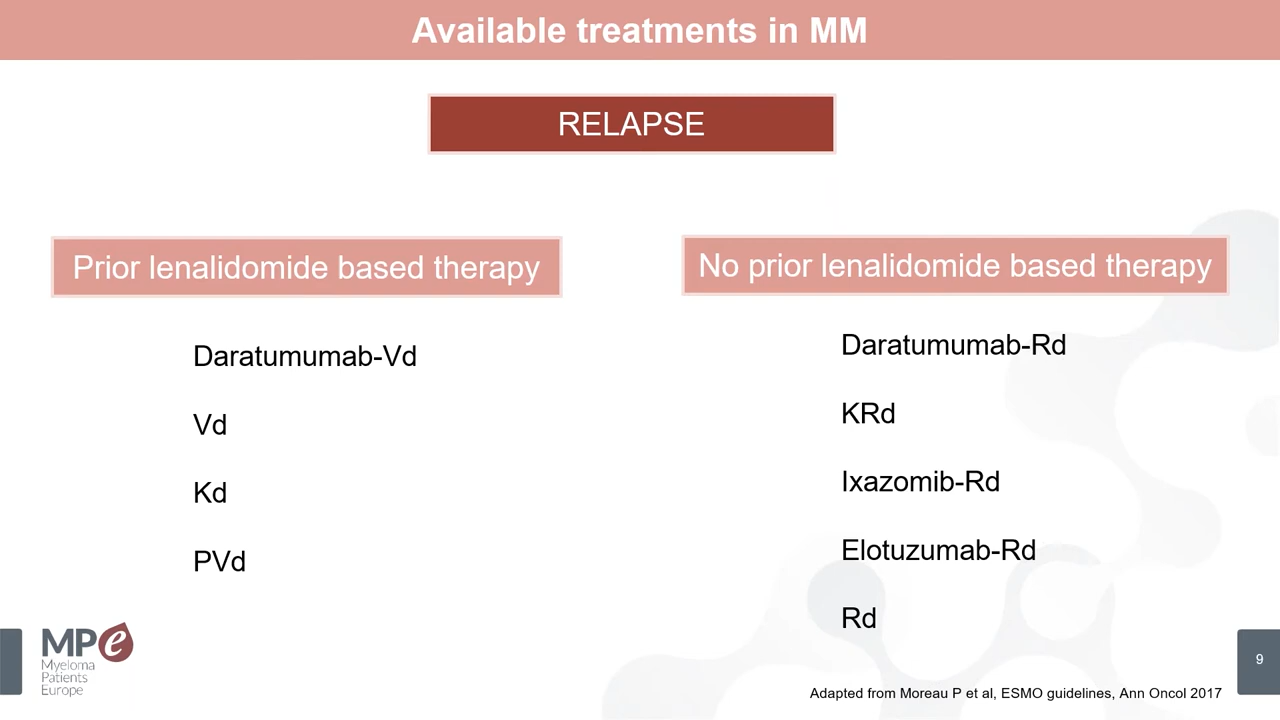 Available treatments in MM
RELAPSE
Prior lenalidomide based therapy
Daratumumab-Vd
Vd
Kd
PVd
No prior lenalidomide based therapy
Daratumumab-Rd
KRd
Ixazomib-Rd
Elotuzumab-Rd
Rd
MPe
Myeloma
Patients
Europe
9
Adapted from Moreau P et al, ESMO guidelines, Ann Oncol 2017